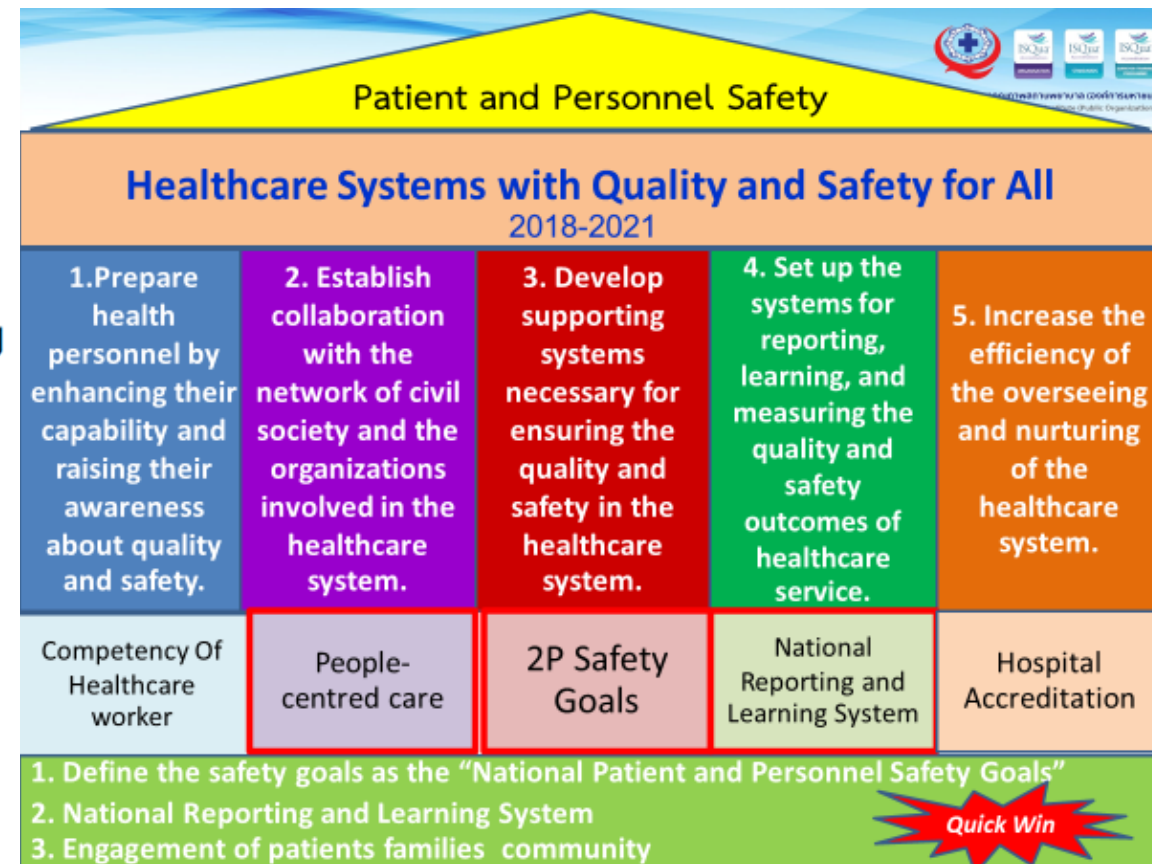 ISQua
ISQua
ISQua
Patient and Personnel Safety
Healthcare Systems with Quality and Safety for All
2018-2021
1.Prepare
health
personnel by
enhancing their
capability and
raising their
awareness
about quality
and safety.
2. Establish
collaboration
with the
network of civil
society and the
organizations
involved in the
healthcare
system.
3. Develop
supporting
systems
necessary for
ensuring the
quality and
safety in the
healthcare
system.
4. Set up the
systems for
reporting,
learning, and
measuring the
quality and
safety
outcomes of
healthcare
service.
5. Increase the
efficiency of
the overseeing
and nurturing
of the
healthcare
system.
Competency Of
Healthcare
worker
People-
centred care
2P Safety
Goals
National
Reporting and
Learning System
Hospital
Accreditation
1. Define the safety goals as the “National Patient and Personnel Safety Goals”
2. National Reporting and Learning System
3. Engagement of patients families community
Quick Win